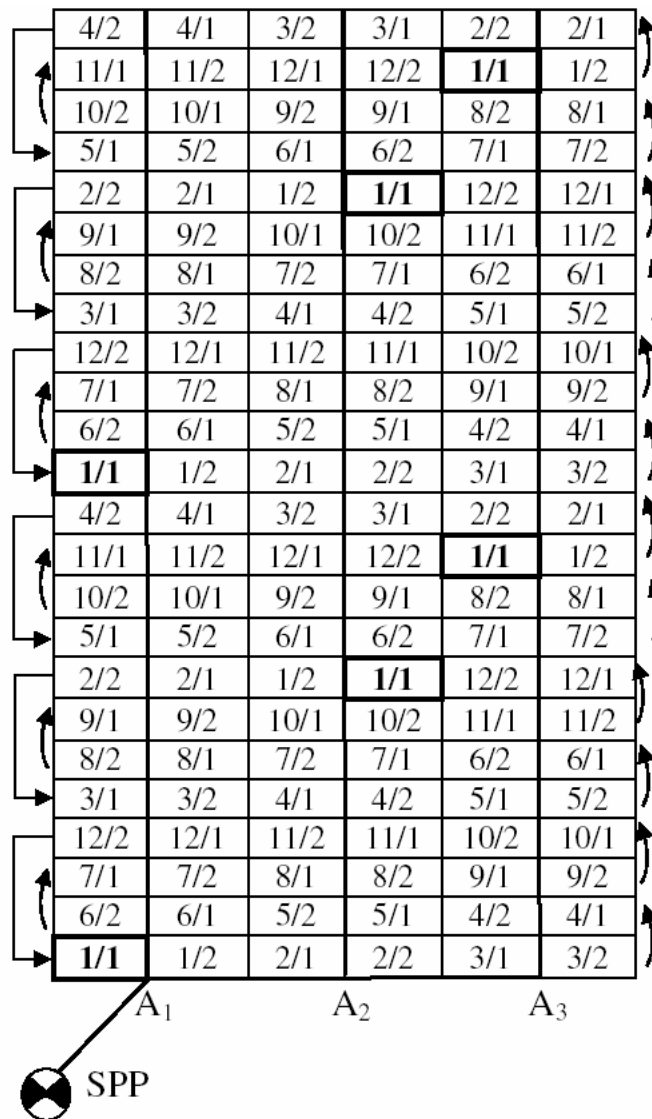 4/2 4/1 3/2 3/1 2/2 2/1
11/1 11/2 12/1 12/2 1/1 1/2
10/2 10/1 9/2 9/1 8/2 8/1
5/1 5/2 6/1 6/2 7/1 7/2
2/2 2/1 1/2 1/1 12/2 12/1
9/1 9/2 10/1 10/2 11/1 11/2
8/2 8/1 7/2 7/1 6/2 6/1
3/1 3/2 4/1 4/2 5/1 5/2
12/2 12/1 11/2 11/1 10/2 10/1
7/1 7/2 8/1 8/2 9/1 9/2
6/2 6/1 5/2 5/1 4/2 4/1
1/1 1/2 2/1 2/2 3/1 3/2
4/2 4/1 3/2 3/1 2/2 2/1
11/1 11/2 12/1 12/2 1/1 1/2
10/2 10/1 9/2 9/1 8/2 8/1
5/1 5/2 6/1 6/2 7/1 7/2
2/2 2/1 1/2 1/1 12/2 12/1
9/1 9/2 10/1 10/2 11/1 11/2
8/2 8/1 7/2 7/1 6/2 6/1
3/1 3/2 4/1 4/2 5/1 5/2
12/2 12/1 11/2 11/1 10/2 10/1
7/1 7/2 8/1 8/2 9/1 9/2
6/2 6/1 5/2 5/1 4/2 4/1
1/1 1/2 2/1 2/2 3/1 3/2
A1 A2 A3
SPP